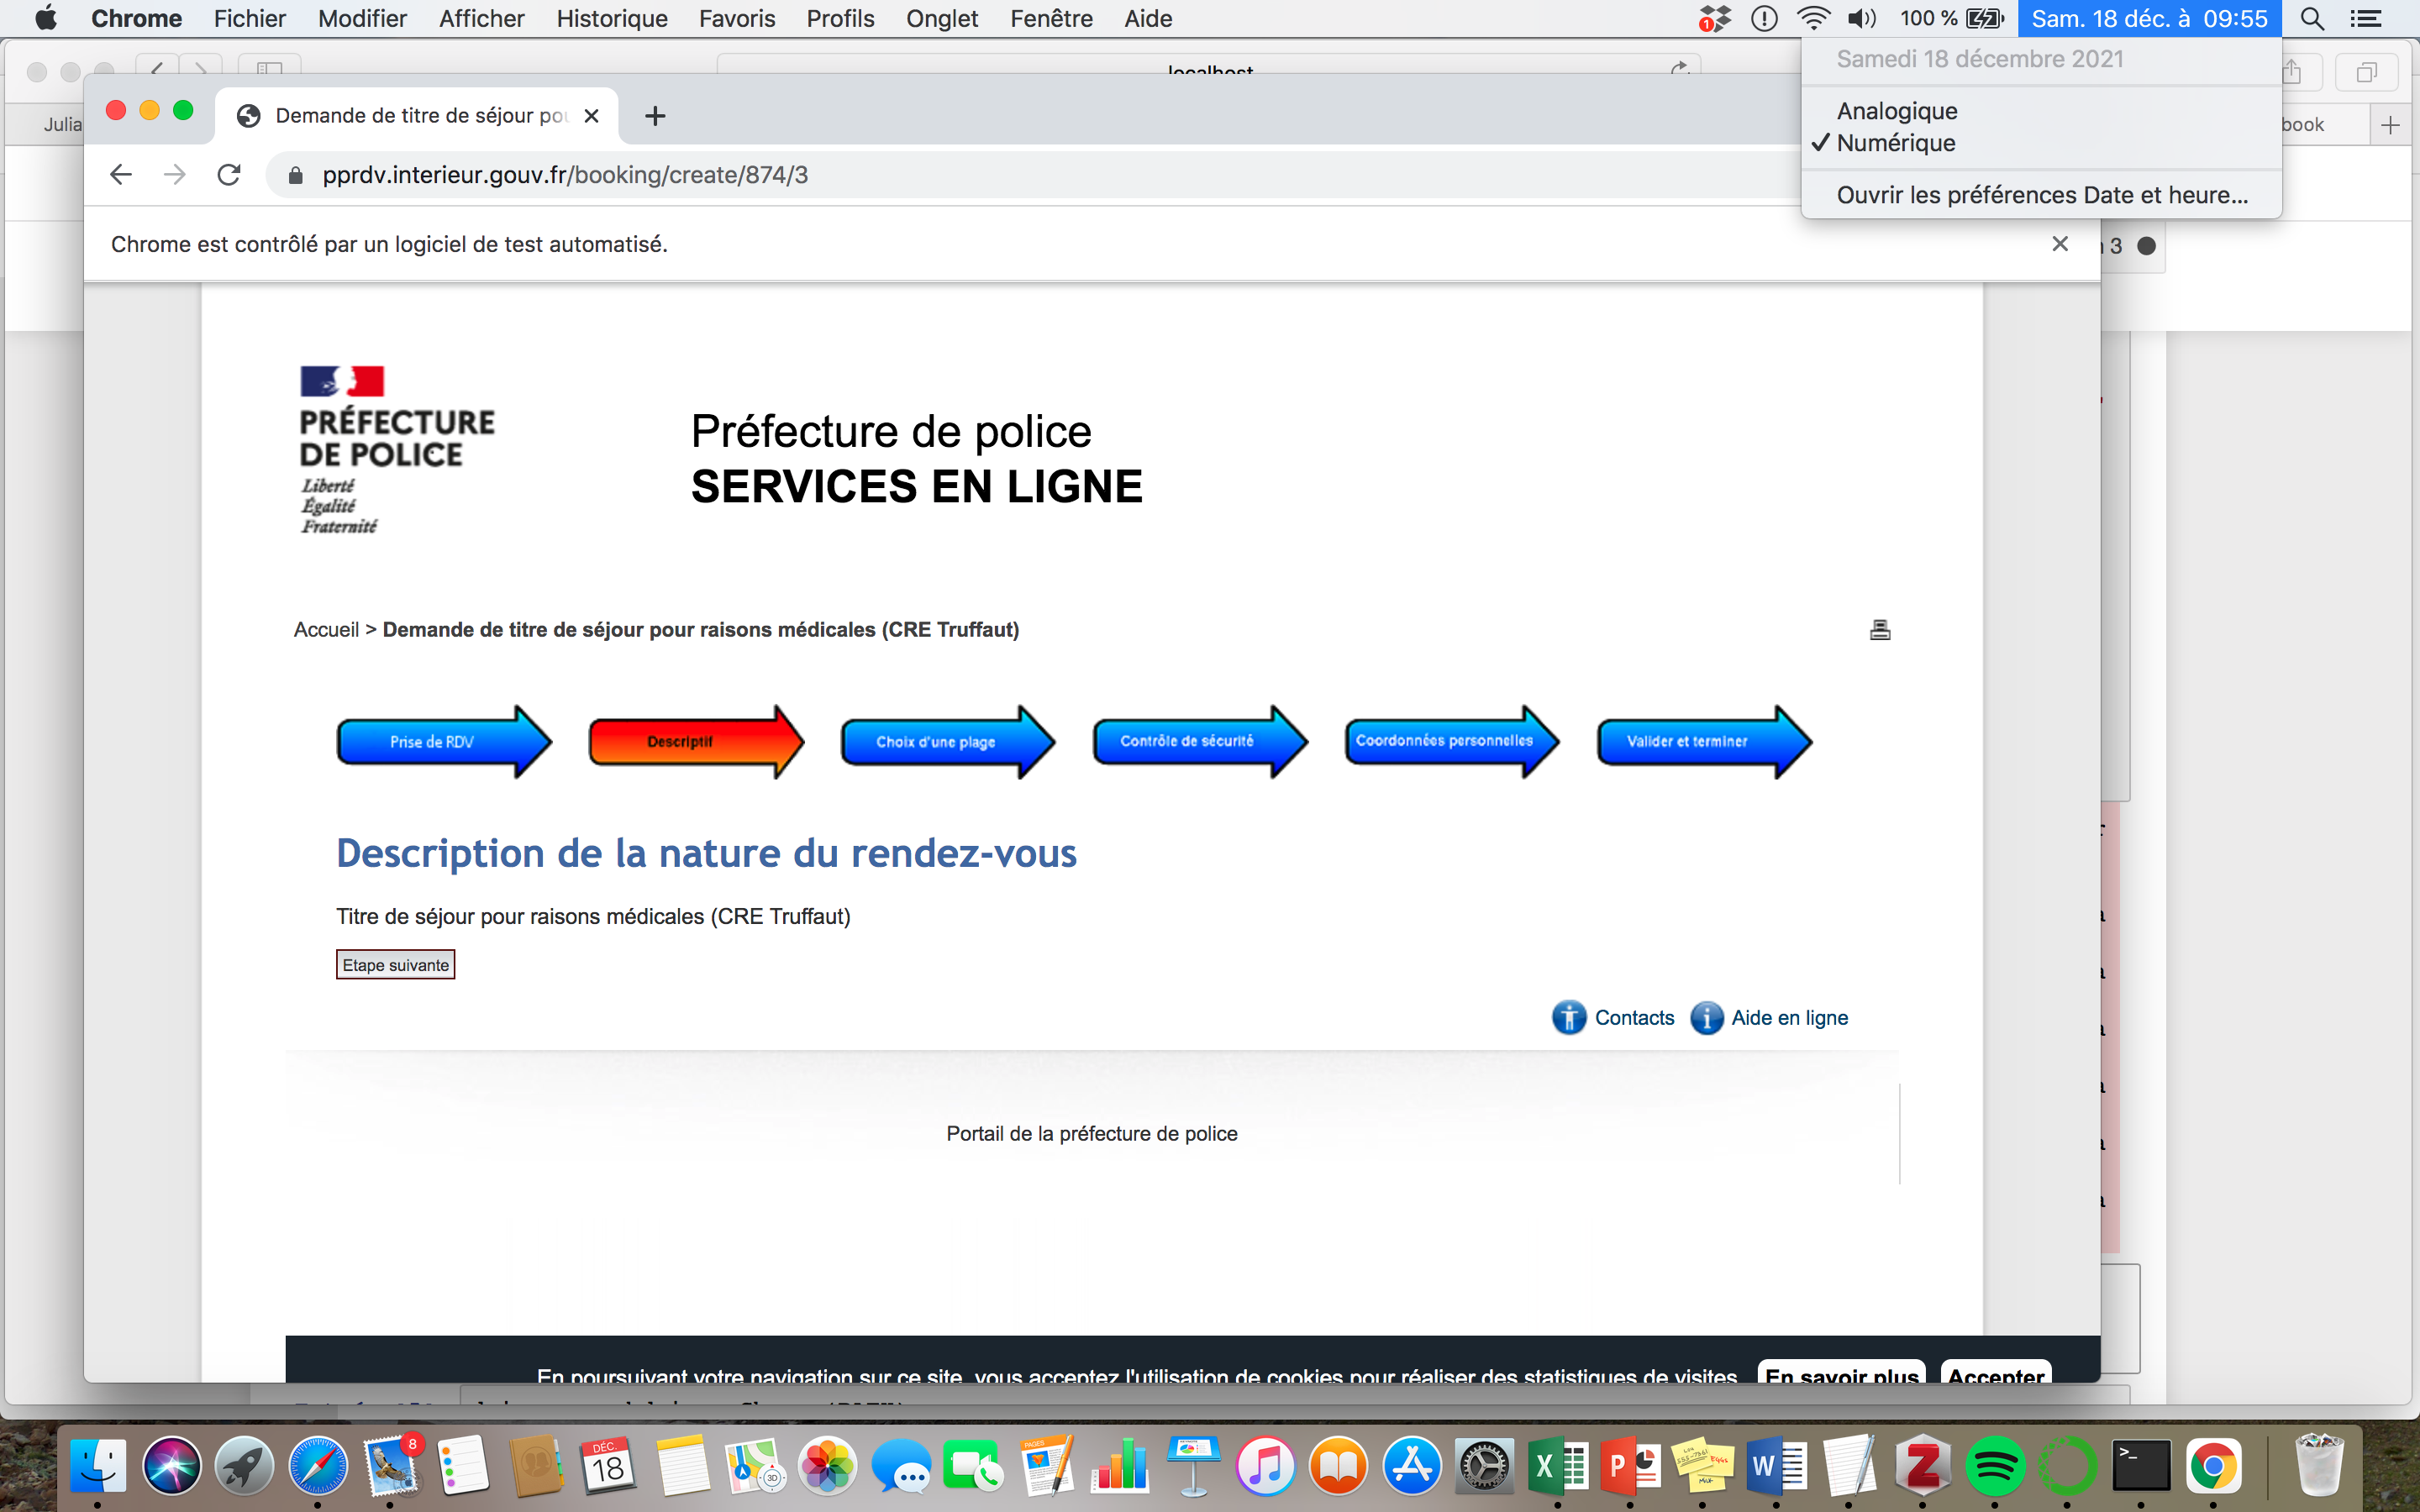 Chrome Fichier Modifier Afficher Historique Favoris Profils Onglet Fenêtre Aide 1 100 % Sam. 18 déc. à 09:55
Samedi 18 décembre 2021
Analogique
Numérique
Ouvrir les préférences Date et heure...
localhost
Julia
book
Demande de titre de séjour pou
pprdv.interieur.gouv.fr/booking/create/874/3
Chrome est contrôlé par un logiciel de test automatisé.
3
PRÉFECTURE
DE POLICE
Liberté
Égalité
Fraternité
Préfecture de police
SERVICES EN LIGNE
Accueil > Demande de titre de séjour pour raisons médicales (CRE Truffaut)
Prise de RDV Descriptif Choix d'une plage Contrôle de sécurité Coordonnées personnelles Valider et terminer
Description de la nature du rendez-vous
Titre de séjour pour raisons médicales (CRE Truffaut)
Etape suivante
Contacts Aide en ligne
Portail de la préfecture de police
En poursuivant votre navigation sur ce site, vous acceptez l'utilisation de cookies pour réaliser des statistiques de visites En savoir plus Accepter
8
DÉC.
18
3D
PAGES
X P W Z >_